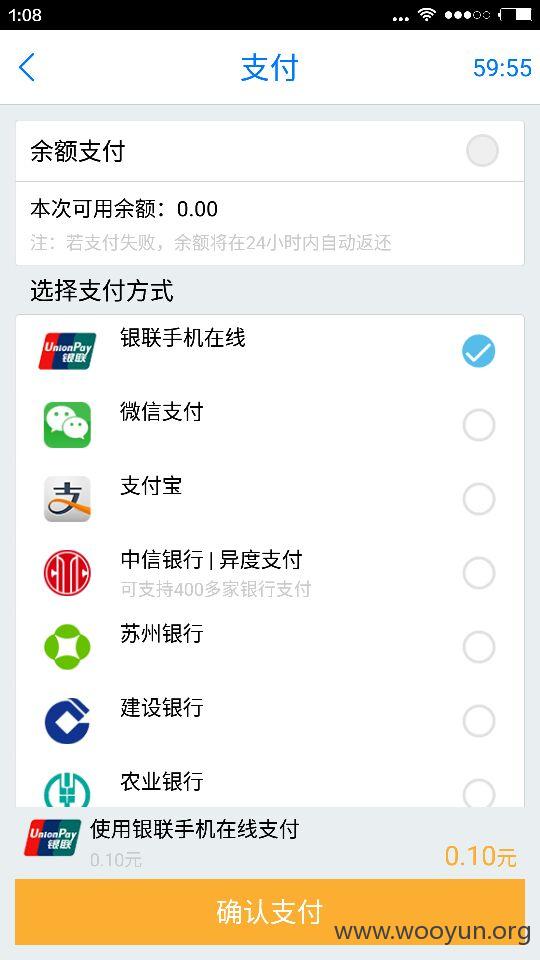 1:08
支付
59:55
余额支付
本次可用余额：0.00
注：若支付失败，余额将在24小时内自动返还
选择支付方式
UnionPay
银联
银联手机在线
微信支付
支
支付宝
中信银行 | 异度支付
可支持400多家银行支付
苏州银行
建设银行
农业银行
UnionPay
银联
使用银联手机在线支付
0.10元
0.10元
确认支付
www.wooyun.org